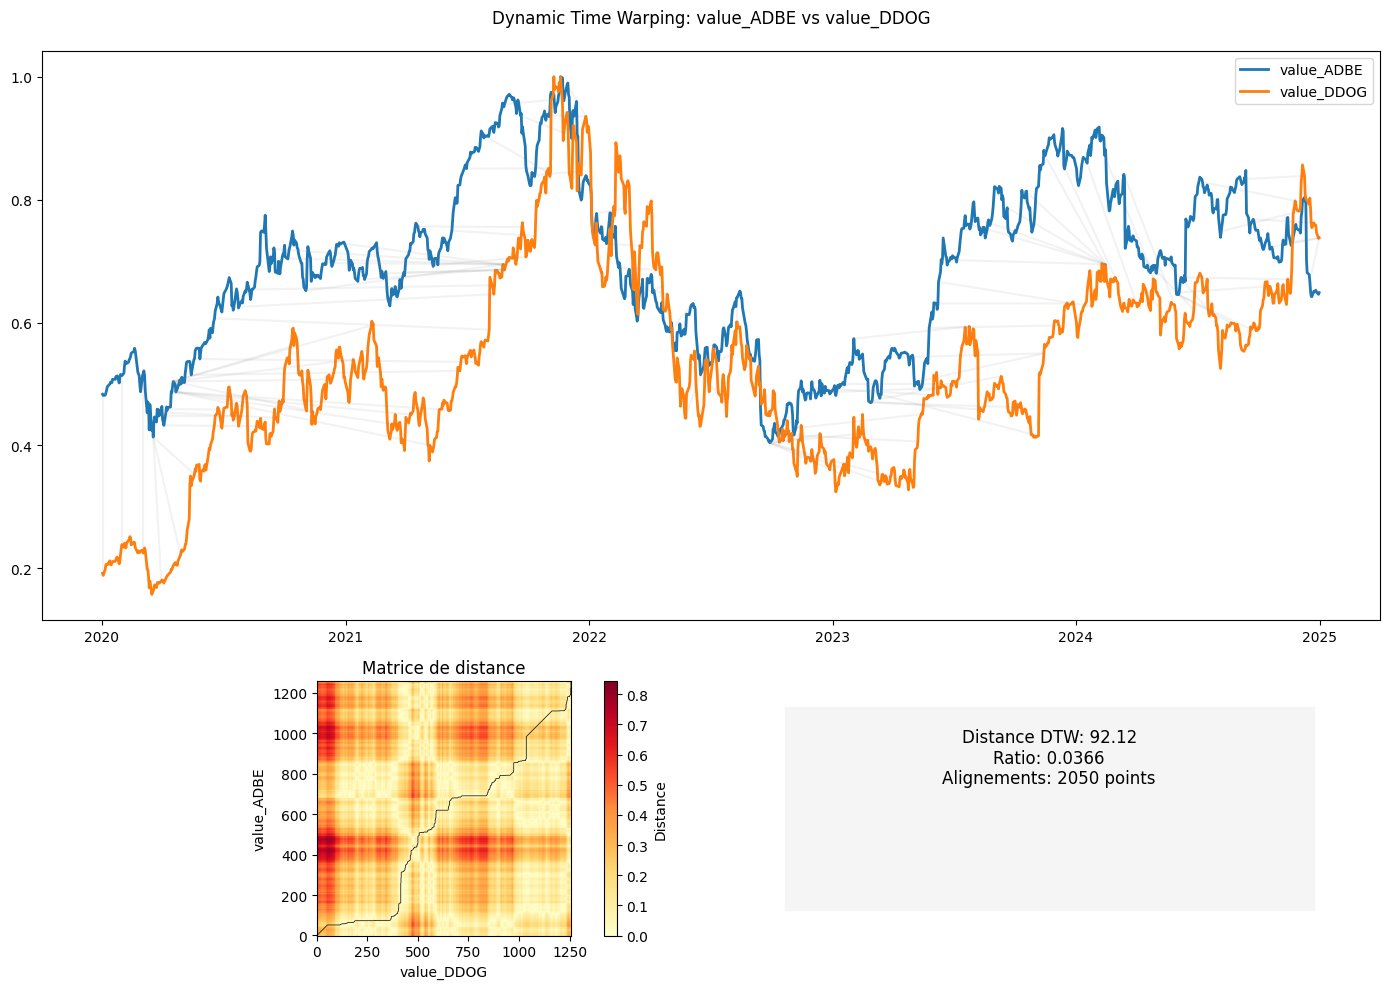 Dynamic Time Warping: value_ADBE vs value_DDOG
value_ADBE
value_DDOG
1.0
0.8
0.6
0.4
0.2
2020 2021 2022 2023 2024 2025
Matrice de distance
value_ADBE
1200
1000
800
600
400
200
0
0 250 500 750 1000 1250
value_DDOG
0.8
0.7
0.6
0.5
0.4
0.3
0.2
0.1
0.0
Distance
Distance DTW: 92.12
Ratio: 0.0366
Alignements: 2050 points